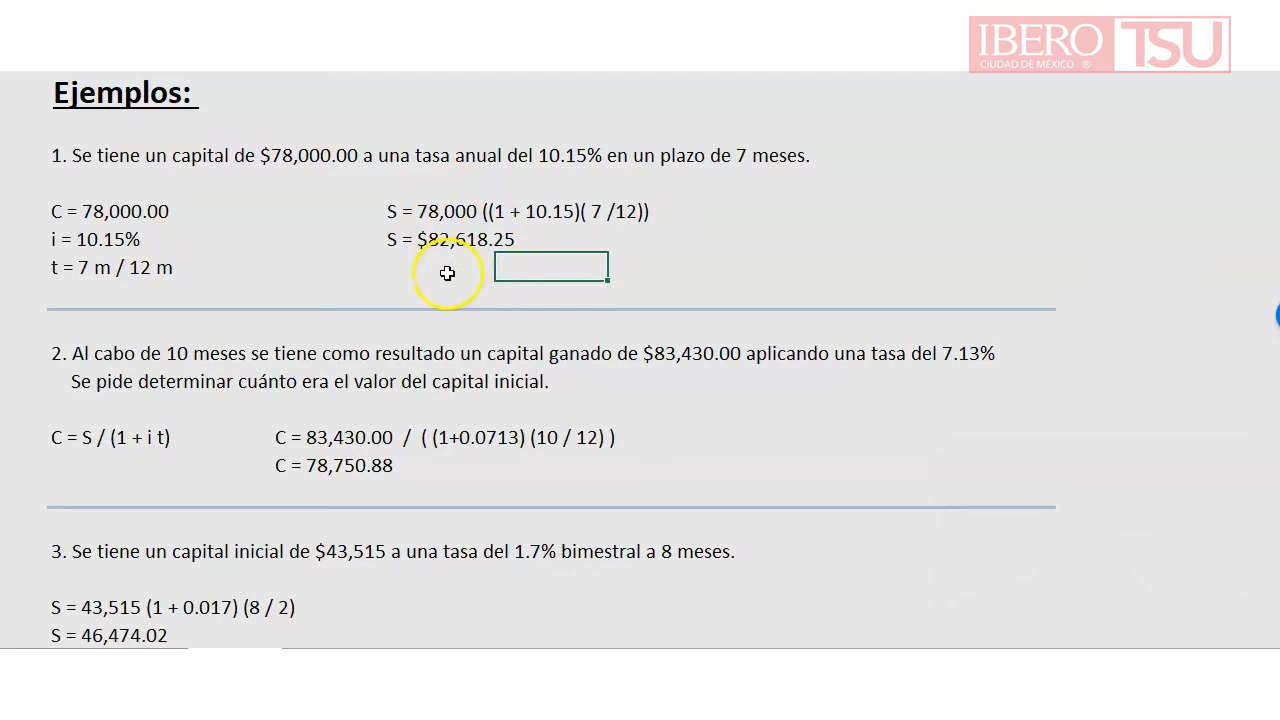 IBERO TSU
CIUDAD DE MÉXICO ®
Ejemplos:
1. Se tiene un capital de $78,000.00 a una tasa anual del 10.15% en un plazo de 7 meses.
C = 78,000.00 S = 78,000 ((1 + 10.15)( 7 /12))
i = 10.15% S = $82,618.25
t = 7 m / 12 m
2. Al cabo de 10 meses se tiene como resultado un capital ganado de $83,430.00 aplicando una tasa del 7.13%
Se pide determinar cuánto era el valor del capital inicial.
C = S / (1 + i t) C = 83,430.00 / ( (1+0.0713) (10 / 12) )
C = 78,750.88
3. Se tiene un capital inicial de $43,515 a una tasa del 1.7% bimestral a 8 meses.
S = 43,515 (1 + 0.017) (8 / 2)
S = 46,474.02